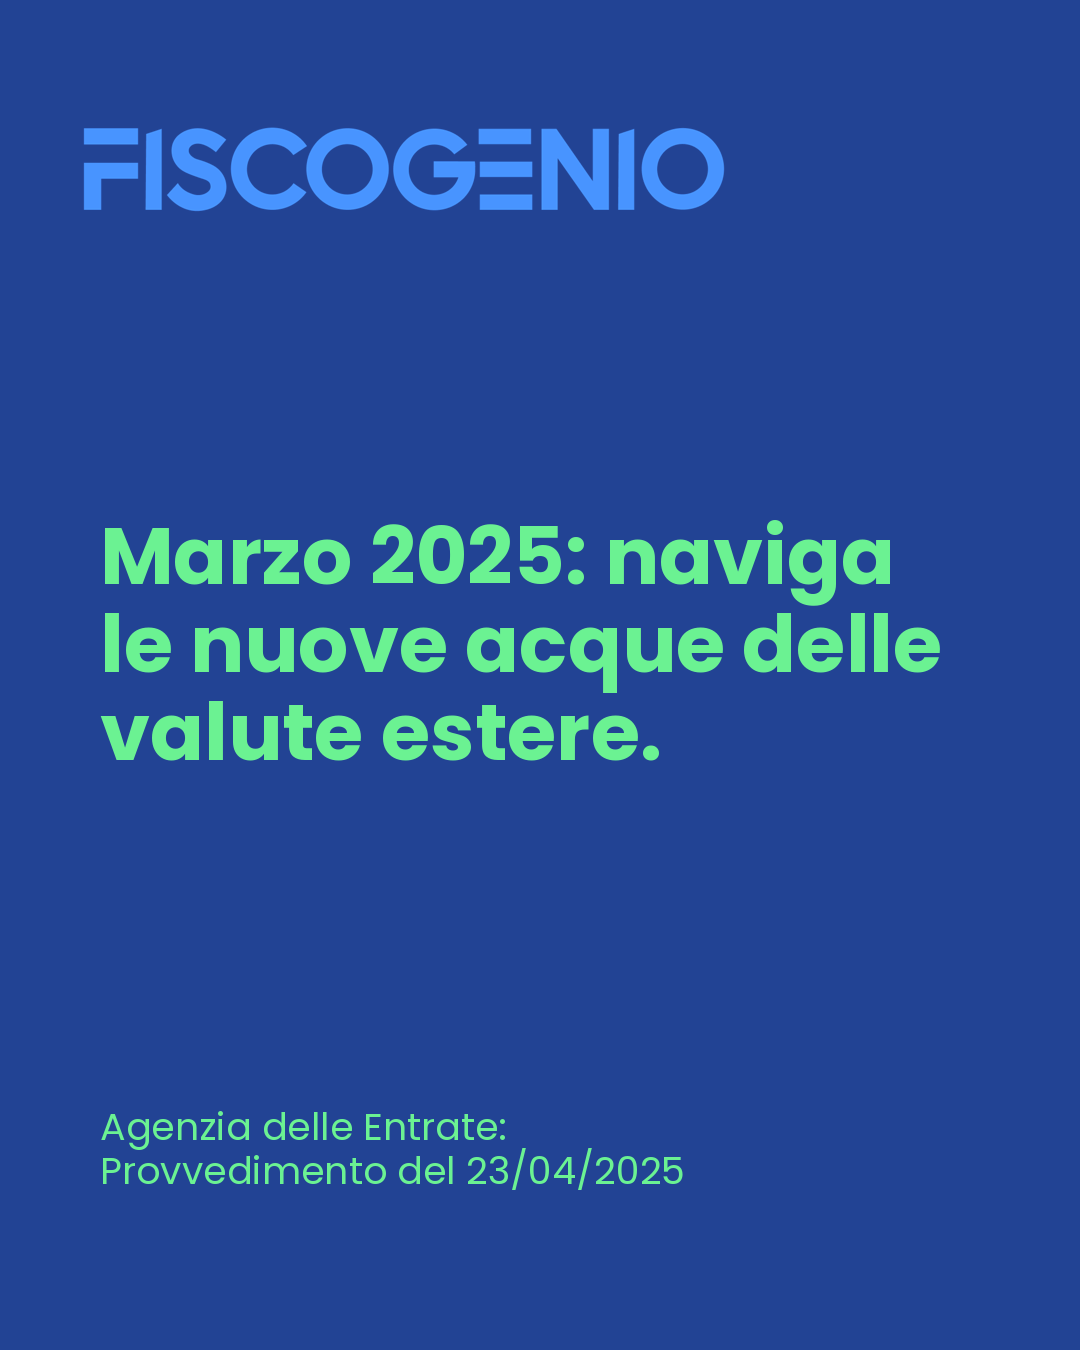 FISCOGENIO
Marzo 2025: naviga
le nuove acque delle
valute estere.
Agenzia delle Entrate:
Provvedimento del 23/04/2025